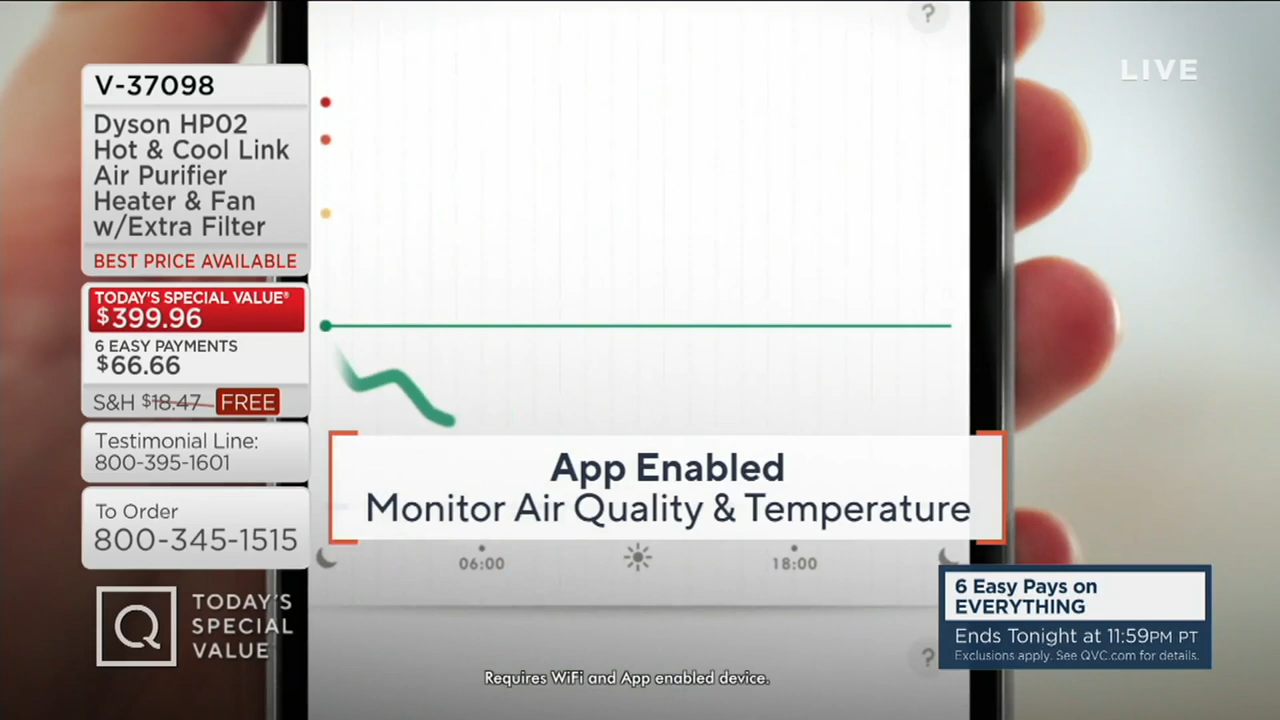 ?
LIVE
V-37098
Dyson HP02
Hot & Cool Link
Air Purifier
Heater & Fan
w/Extra Filter
BEST PRICE AVAILABLE
TODAY'S SPECIAL VALUE®
$399.96
6 EASY PAYMENTS
$66.66
S&H $18.47 FREE
Testimonial Line:
800-395-1601
To Order
800-345-1515
App Enabled
Monitor Air Quality & Temperature
06:00
18:00
Q TODAY'S
SPECIAL
VALUE
6 Easy Pays on
EVERYTHING
Ends Tonight at 11:59PM PT
Exclusions apply. See QVC.com for details.
?
Requires WiFi and App enabled device.